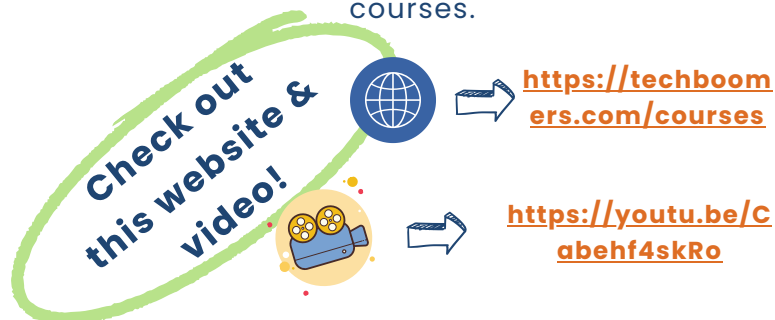 courses.
Check out
this website &
video!
https://techboom
ers.com/courses
https://youtu.be/C
abehf4skRo